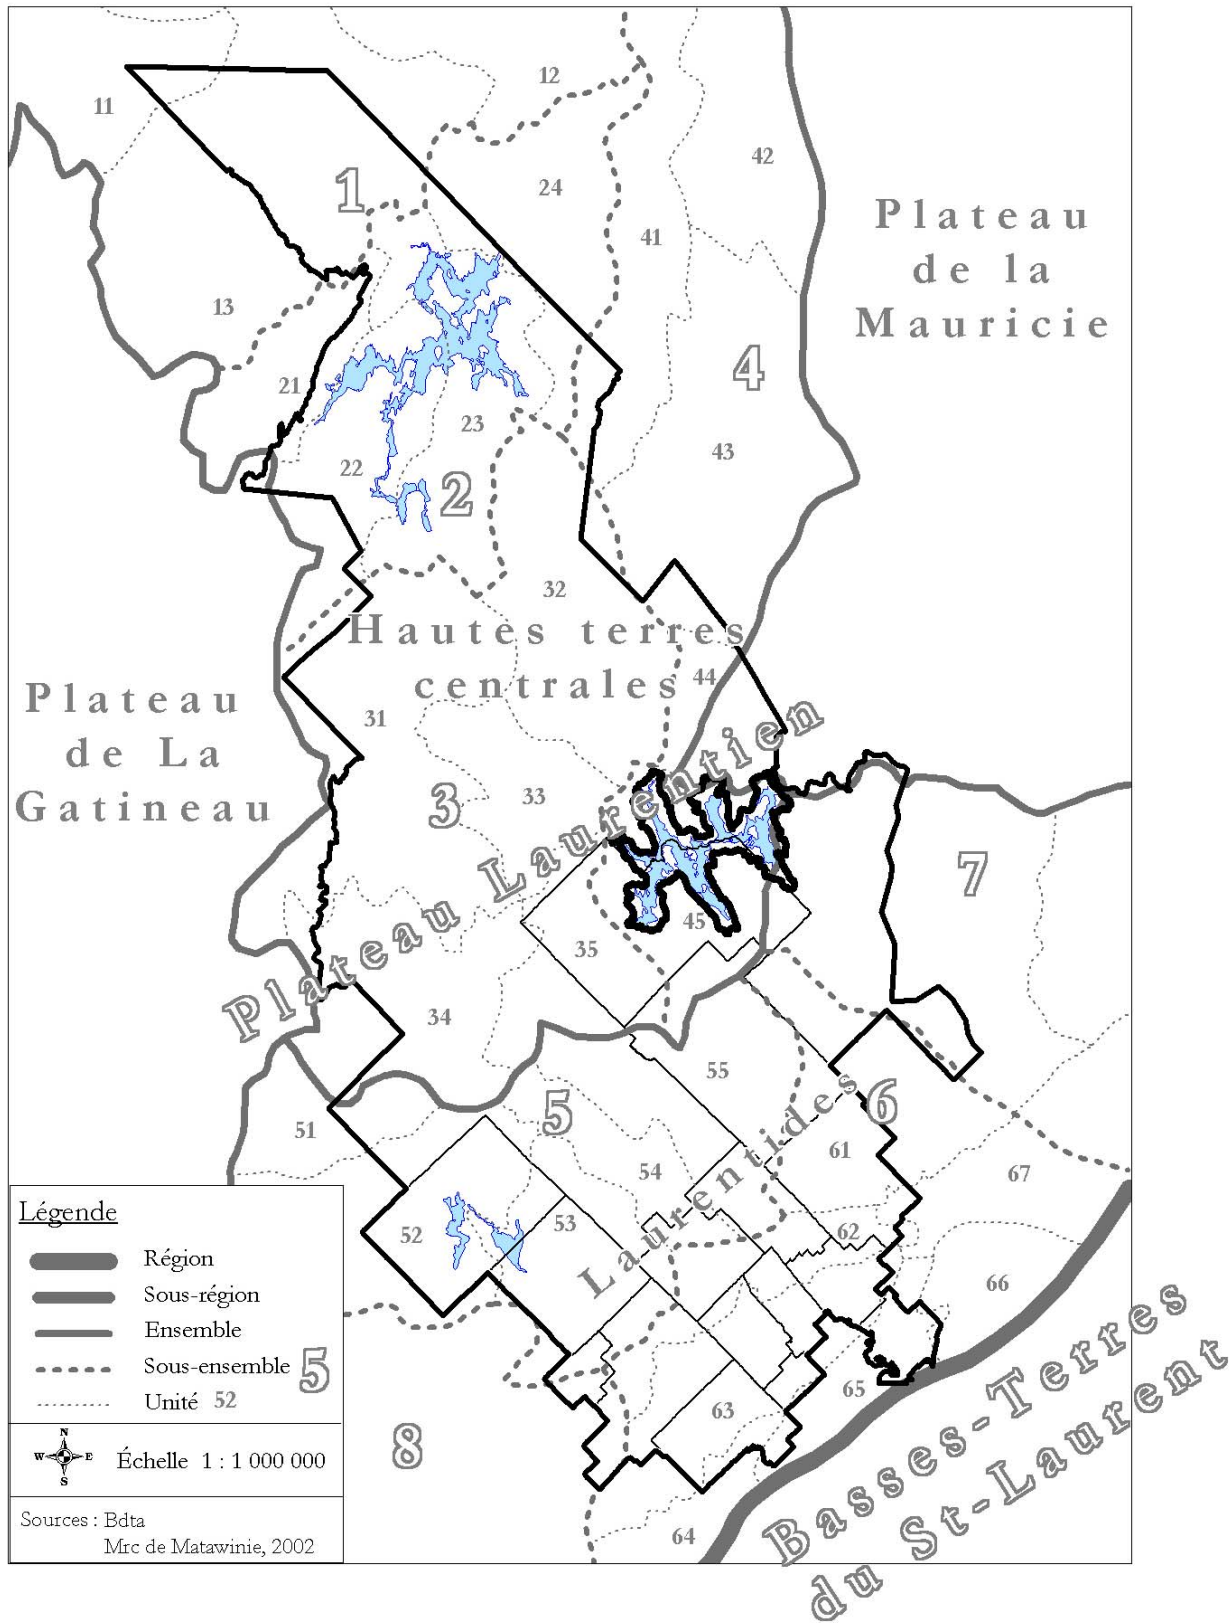 12
11
42
1
24
Plateau
de la
Mauricie
41
13
4
21
23
43
22
2
32
Hautes terres
centrales
44
Plateau
de La
Gatineau
31
Plateau Laurentien
3
33
7
45
35
34
55
5
6
51
61
54
67
Laurentides
52
53
62
66
65
63
8
64
Basses-Terres
du St-Laurent
Légende
Région
Sous-région
Ensemble
Sous-ensemble 5
Unité 52
N
W E
S
Échelle 1 : 1 000 000
Sources : Bdta
Mrc de Matawinie, 2002